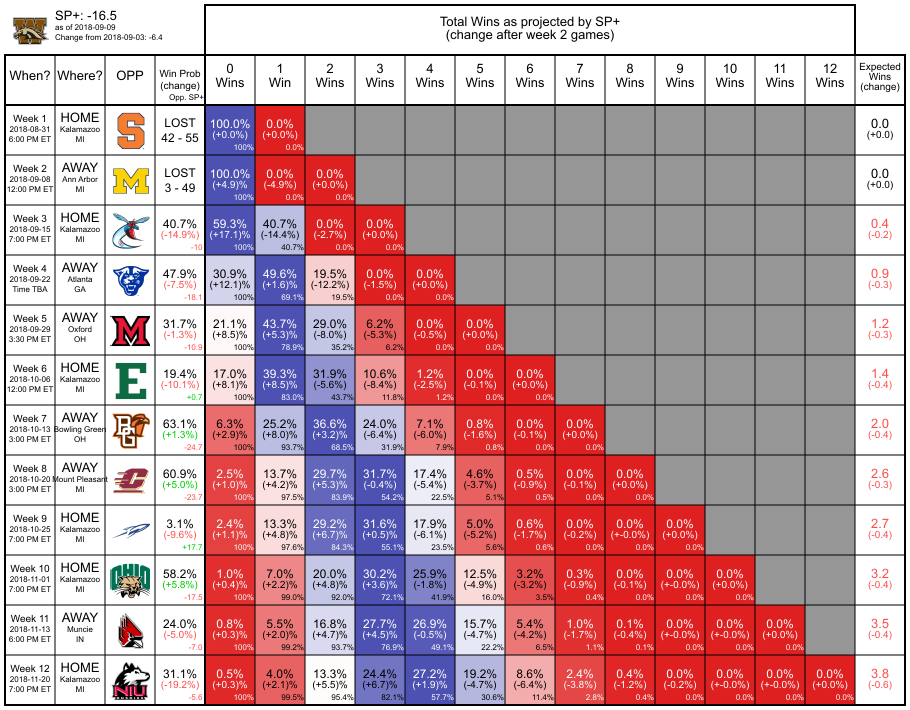 SP+: -16.5
as of 2018-09-09
Change from 2018-09-03: -6.4
Total Wins as projected by SP+
(change after week 2 games)
When? Where? OPP Win Prob (change) Opp. SP+ 0 Wins 1 Win 2 Wins 3 Wins 4 Wins 5 Wins 6 Wins 7 Wins 8 Wins 9 Wins 10 Wins 11 Wins 12 Wins Expected Wins (change)
Week 1 HOME S LOST 100.0% 0.0% 0.0
2018-08-31 Kalamazoo 42 - 55 (+0.0%) (+0.0%) (+0.0)
6:00 PM ET MI 100% 0.0%
Week 2 AWAY M LOST 100.0% 0.0% 0.0% 0.0
2018-09-08 Ann Arbor 3 - 49 (+4.9%) (-4.9%) (+0.0%) (+0.0)
12:00 PM ET MI 100% 0.0% 0.0%
Week 3 HOME 40.7% 59.3% 40.7% 0.0% 0.0% 0.4
2018-09-15 Kalamazoo (-14.9%) (+17.1%) (-14.4%) (-2.7%) (+0.0%) (-0.2)
7:00 PM ET MI -10 100% 40.7% 0.0% 0.0%
Week 4 AWAY 47.9% 30.9% 49.6% 19.5% 0.0% 0.0% 0.9
2018-09-22 Atlanta (-7.5%) (+12.1%) (+1.6%) (-12.2%) (-1.5%) (+0.0%) (-0.3)
Time TBA GA -18.1 100% 69.1% 19.5% 0.0% 0.0%
Week 5 AWAY M 31.7% 21.1% 43.7% 29.0% 6.2% 0.0% 0.0% 1.2
2018-09-29 Oxford (-1.3%) (+8.5%) (+5.3%) (-8.0%) (-5.3%) (-0.5%) (+0.0%) (-0.3)
3:30 PM ET OH -10.9 100% 78.9% 35.2% 6.2% 0.0% 0.0%
Week 6 HOME E 19.4% 17.0% 39.3% 31.9% 10.6% 1.2% 0.0% 0.0% 1.4
2018-10-06 Kalamazoo (-10.1%) (+8.1%) (+8.5%) (-5.6%) (-8.4%) (-2.5%) (-0.1%) (+0.0%) (-0.4)
12:00 PM ET MI +0.7 100% 83.0% 43.7% 11.8% 1.2% 0.0% 0.0%
Week 7 AWAY BG 63.1% 6.3% 25.2% 36.6% 24.0% 7.1% 0.8% 0.0% 0.0% 2.0
2018-10-13 Bowling Green (+1.3%) (+2.9%) (+8.0%) (+3.2%) (-6.4%) (-6.0%) (-1.6%) (-0.1%) (+0.0%) (-0.4)
3:00 PM ET OH -24.7 100% 93.7% 68.5% 31.9% 7.9% 0.8% 0.0% 0.0%
Week 8 AWAY C 60.9% 2.5% 13.7% 29.7% 31.7% 17.4% 4.6% 0.5% 0.0% 0.0% 2.6
2018-10-20 Mount Pleasant (+5.0%) (+1.0%) (+4.2%) (+5.3%) (-0.4%) (-5.4%) (-3.7%) (-0.9%) (-0.1%) (+0.0%) (-0.3)
3:00 PM ET MI -23.7 100% 97.5% 83.9% 54.2% 22.5% 5.1% 0.5% 0.0% 0.0%
Week 9 HOME 3.1% 2.4% 13.3% 29.2% 31.6% 17.9% 5.0% 0.6% 0.0% 0.0% 0.0% 2.7
2018-10-25 Kalamazoo (-9.6%) (+1.1%) (+4.8%) (+6.7%) (+0.5%) (-6.1%) (-5.2%) (-1.7%) (-0.2%) (+0.0%) (+0.0%) (-0.4)
7:00 PM ET MI +17.7 100% 97.6% 84.3% 55.1% 23.5% 5.6% 0.6% 0.0% 0.0% 0.0%
Week 10 HOME OHIO 58.2% 1.0% 7.0% 20.0% 30.2% 25.9% 12.5% 3.2% 0.3% 0.0% 0.0% 0.0% 3.2
2018-11-01 Kalamazoo (+5.8%) (+0.4%) (+2.2%) (+4.8%) (+3.6%) (-1.8%) (-4.9%) (-3.2%) (-0.9%) (-0.1%) (+-0.0%) (+0.0%) (-0.4)
7:00 PM ET MI -17.5 100% 99.0% 92.0% 72.1% 41.9% 16.0% 3.5% 0.4% 0.0% 0.0% 0.0%
Week 11 AWAY 24.0% 0.8% 5.5% 16.8% 27.7% 26.9% 15.7% 5.4% 1.0% 0.1% 0.0% 0.0% 0.0% 3.5
2018-11-13 Muncie (-5.0%) (+0.3%) (+2.0%) (+4.7%) (+4.5%) (-0.5%) (-4.7%) (-4.2%) (-1.7%) (-0.4%) (+-0.0%) (+-0.0%) (+0.0%) (-0.4)
6:00 PM ET IN -7.0 100% 99.2% 93.7% 76.9% 49.1% 22.2% 6.5% 1.1% 0.1% 0.0% 0.0% 0.0%
Week 12 HOME NIU 31.1% 0.5% 4.0% 13.3% 24.4% 27.2% 19.2% 8.6% 2.4% 0.4% 0.0% 0.0% 0.0% 0.0% 3.8
2018-11-20 Kalamazoo (-19.2%) (+0.3%) (+2.1%) (+5.5%) (+6.7%) (+1.9%) (-4.7%) (-6.4%) (-3.8%) (-1.2%) (-0.2%) (+-0.0%) (+-0.0%) (+0.0%) (-0.6)
7:00 PM ET MI -5.6 100% 99.5% 95.4% 82.1% 57.7% 30.6% 11.4% 2.8% 0.4% 0.0% 0.0% 0.0% 0.0%